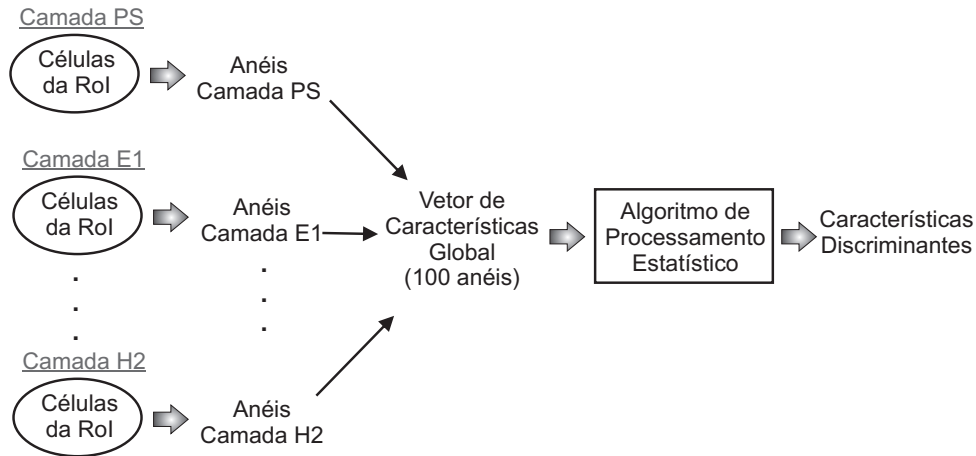 Camada PS
Células
da RoI
Anéis
Camada PS
Camada E1
Células
da RoI
Anéis
Camada E1
Vetor de
Características
Global
(100 anéis)
Algoritmo de
Processamento
Estatístico
Características
Discriminantes
Camada H2
Células
da RoI
Anéis
Camada H2